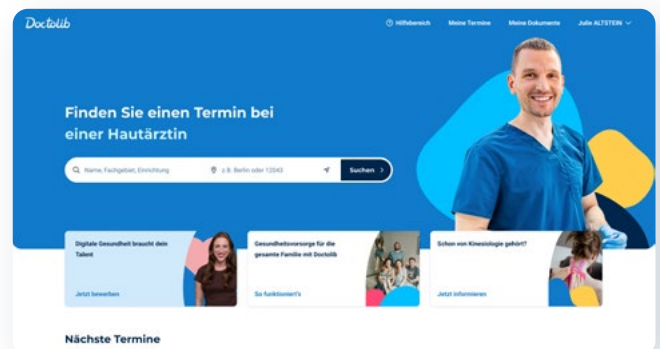 Doctolib
Hilfebereich
Meine Termine
Meine Dokumente
Julie ALTSTEIN
Finden Sie einen Termin bei
einer Hautärztin
Name, Fachgebiet, Einrichtung
z.B. Berlin oder 12043
Suchen
Digitale Gesundheit braucht dein
Talent
Jetzt bewerben
Gesundheitsvorsorge für die
gesamte Familie mit Doctolib
So funktioniert's
Schon von Kinesiologie gehört?
Jetzt informieren
Nächste Termine